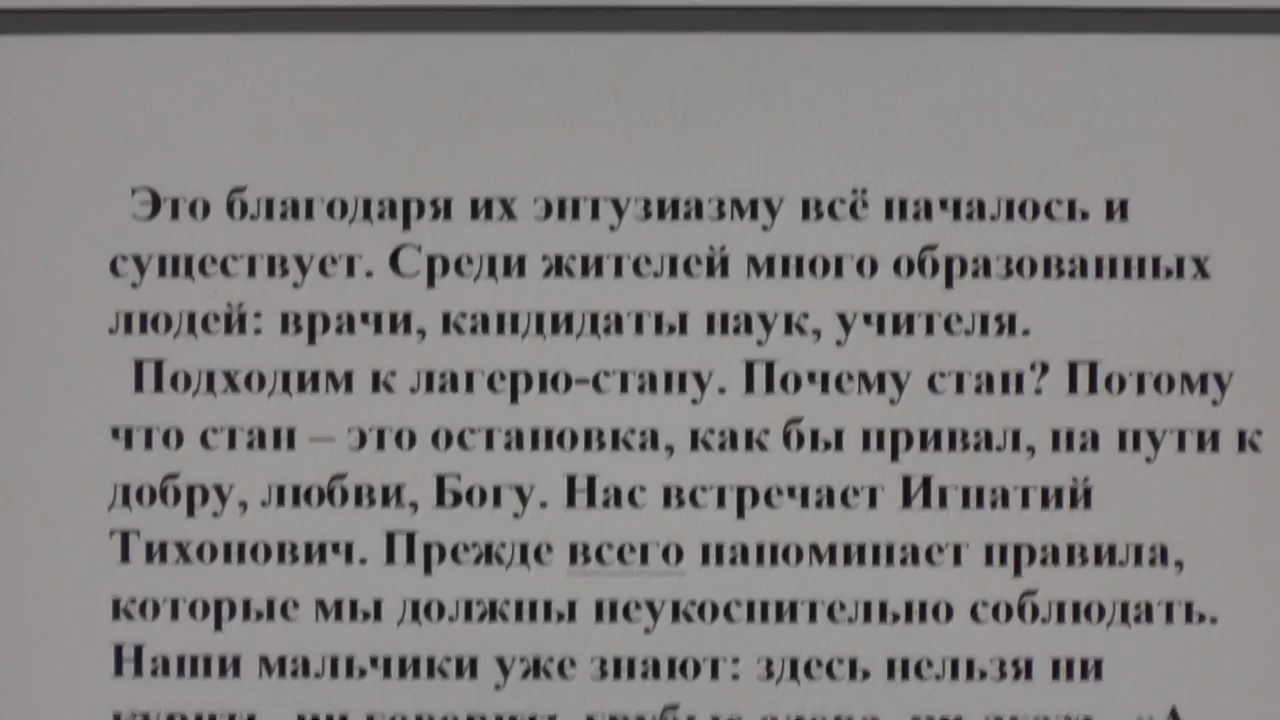 Это благодаря их энтузиазму всё началось и
существует. Среди жителей много образованных
людей: врачи, кандидаты наук, учителя.
Подходим к лагерю-стану. Почему стан? Потому
что стан – это остановка, как бы привал, на пути к
добру, любви, Богу. Нас встречает Игнатий
Тихонович. Прежде всего напоминает правила,
которые мы должны неукоснительно соблюдать.
Наши мальчики уже знают: здесь нельзя ни